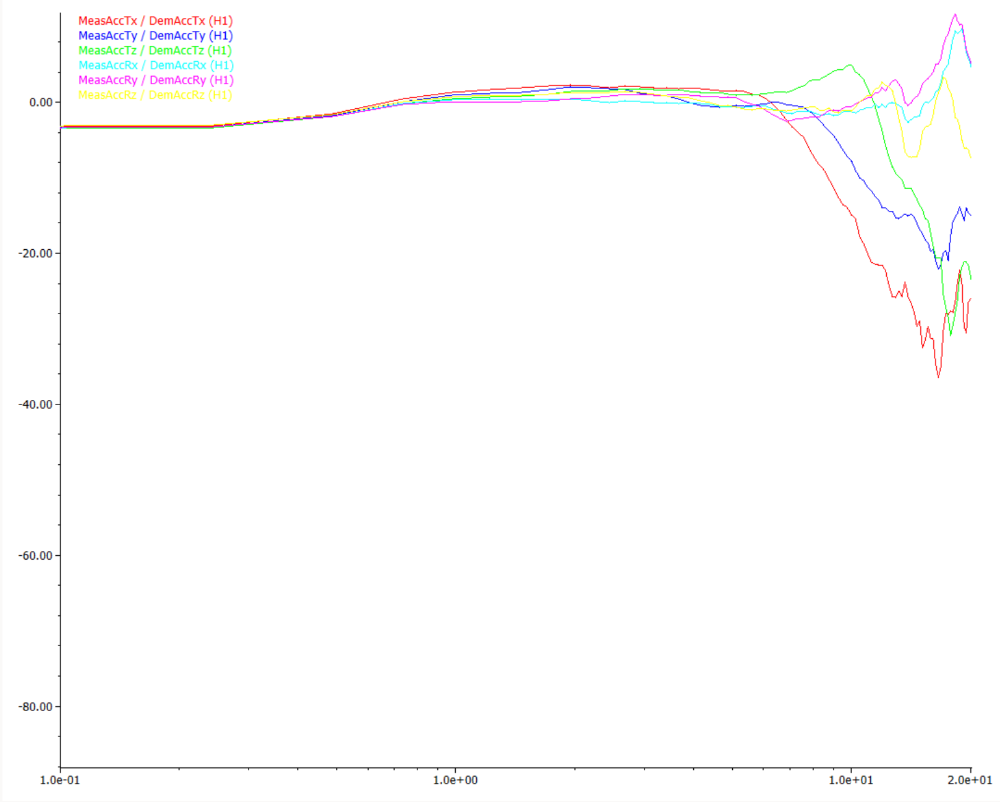 MeasAccTx / DemAccTx (H1)
MeasAccTy / DemAccTy (H1)
MeasAccTz / DemAccTz (H1)
MeasAccRx / DemAccRx (H1)
MeasAccRy / DemAccRy (H1)
MeasAccRz / DemAccRz (H1)
0.00
-20.00
-40.00
-60.00
-80.00
1.0e-01 1.0e+00 1.0e+01 2.0e+01